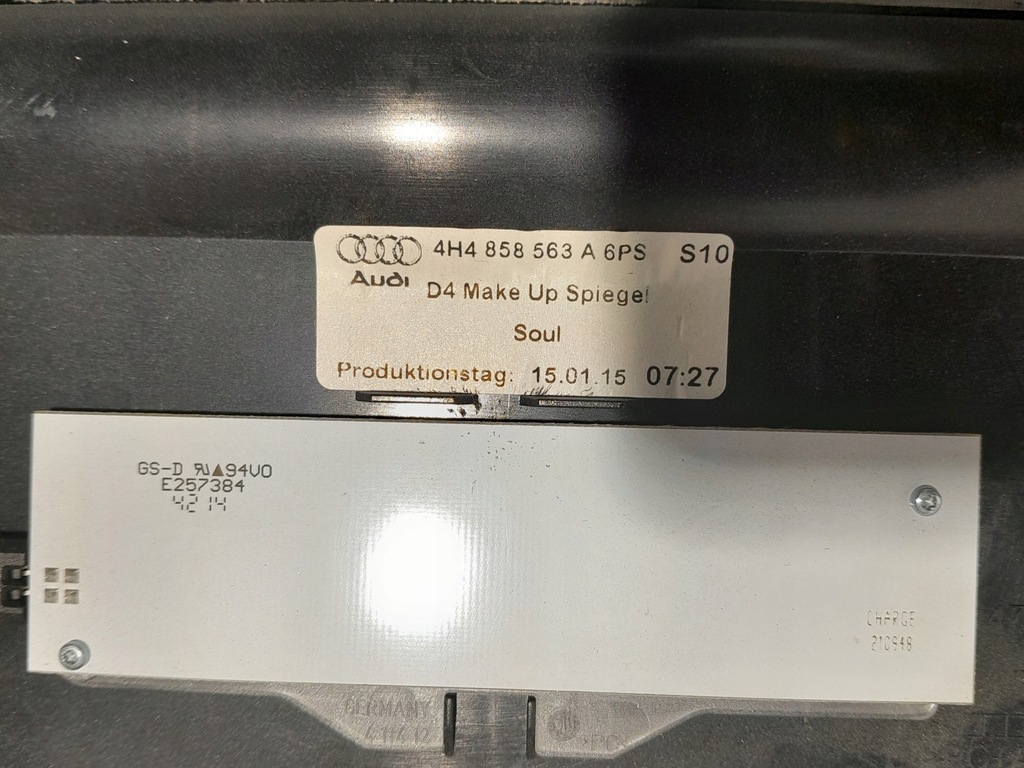 4H4 858 563 A 6PS S10
Audi
D4 Make Up Spiegel
Soul
Produktionstag: 15.01.15 07:27
GS-D 94V0
E257384
4214
CHARGE
210948
GERMANY